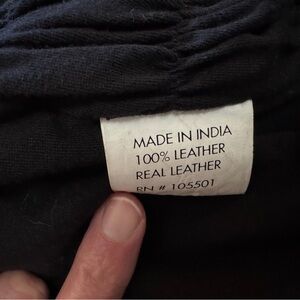 MADE IN INDIA
100% LEATHER
REAL LEATHER
RN # 105501